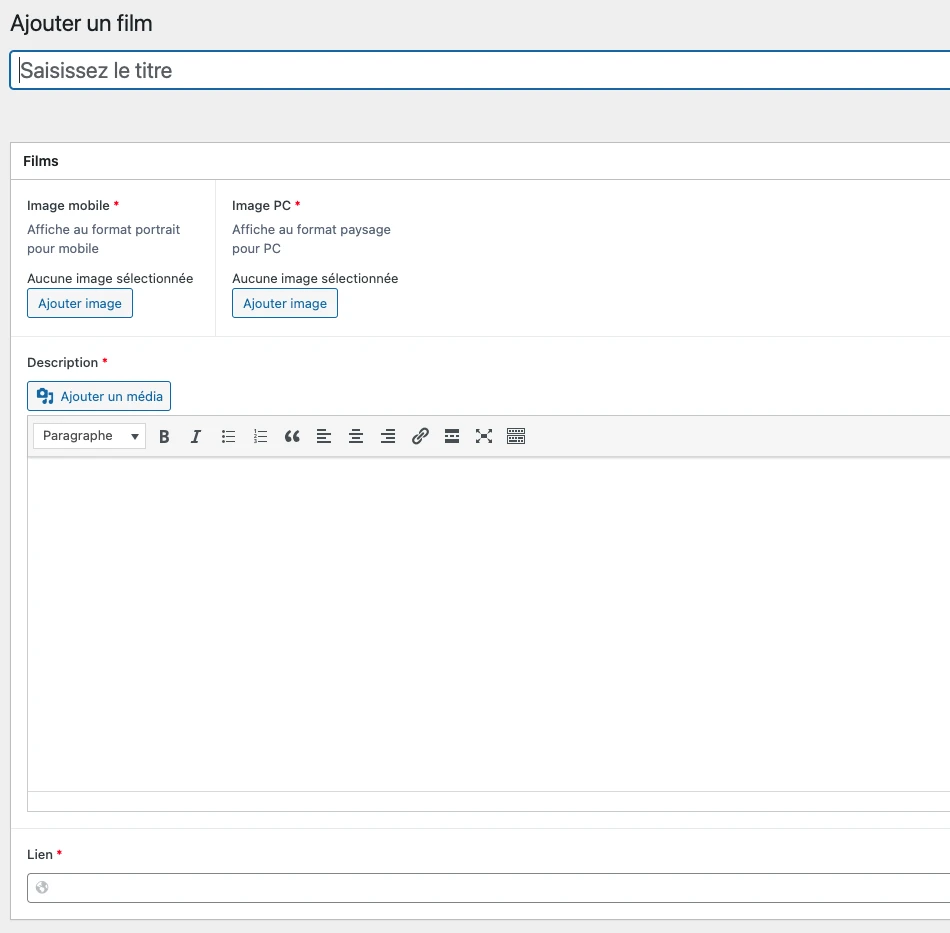 Ajouter un film
Saisissez le titre
Films
Image mobile *
Affiche au format portrait
pour mobile
Aucune image sélectionnée
Ajouter image
Image PC *
Affiche au format paysage
pour PC
Aucune image sélectionnée
Ajouter image
Description *
Ajouter un média
Paragraphe
Lien *